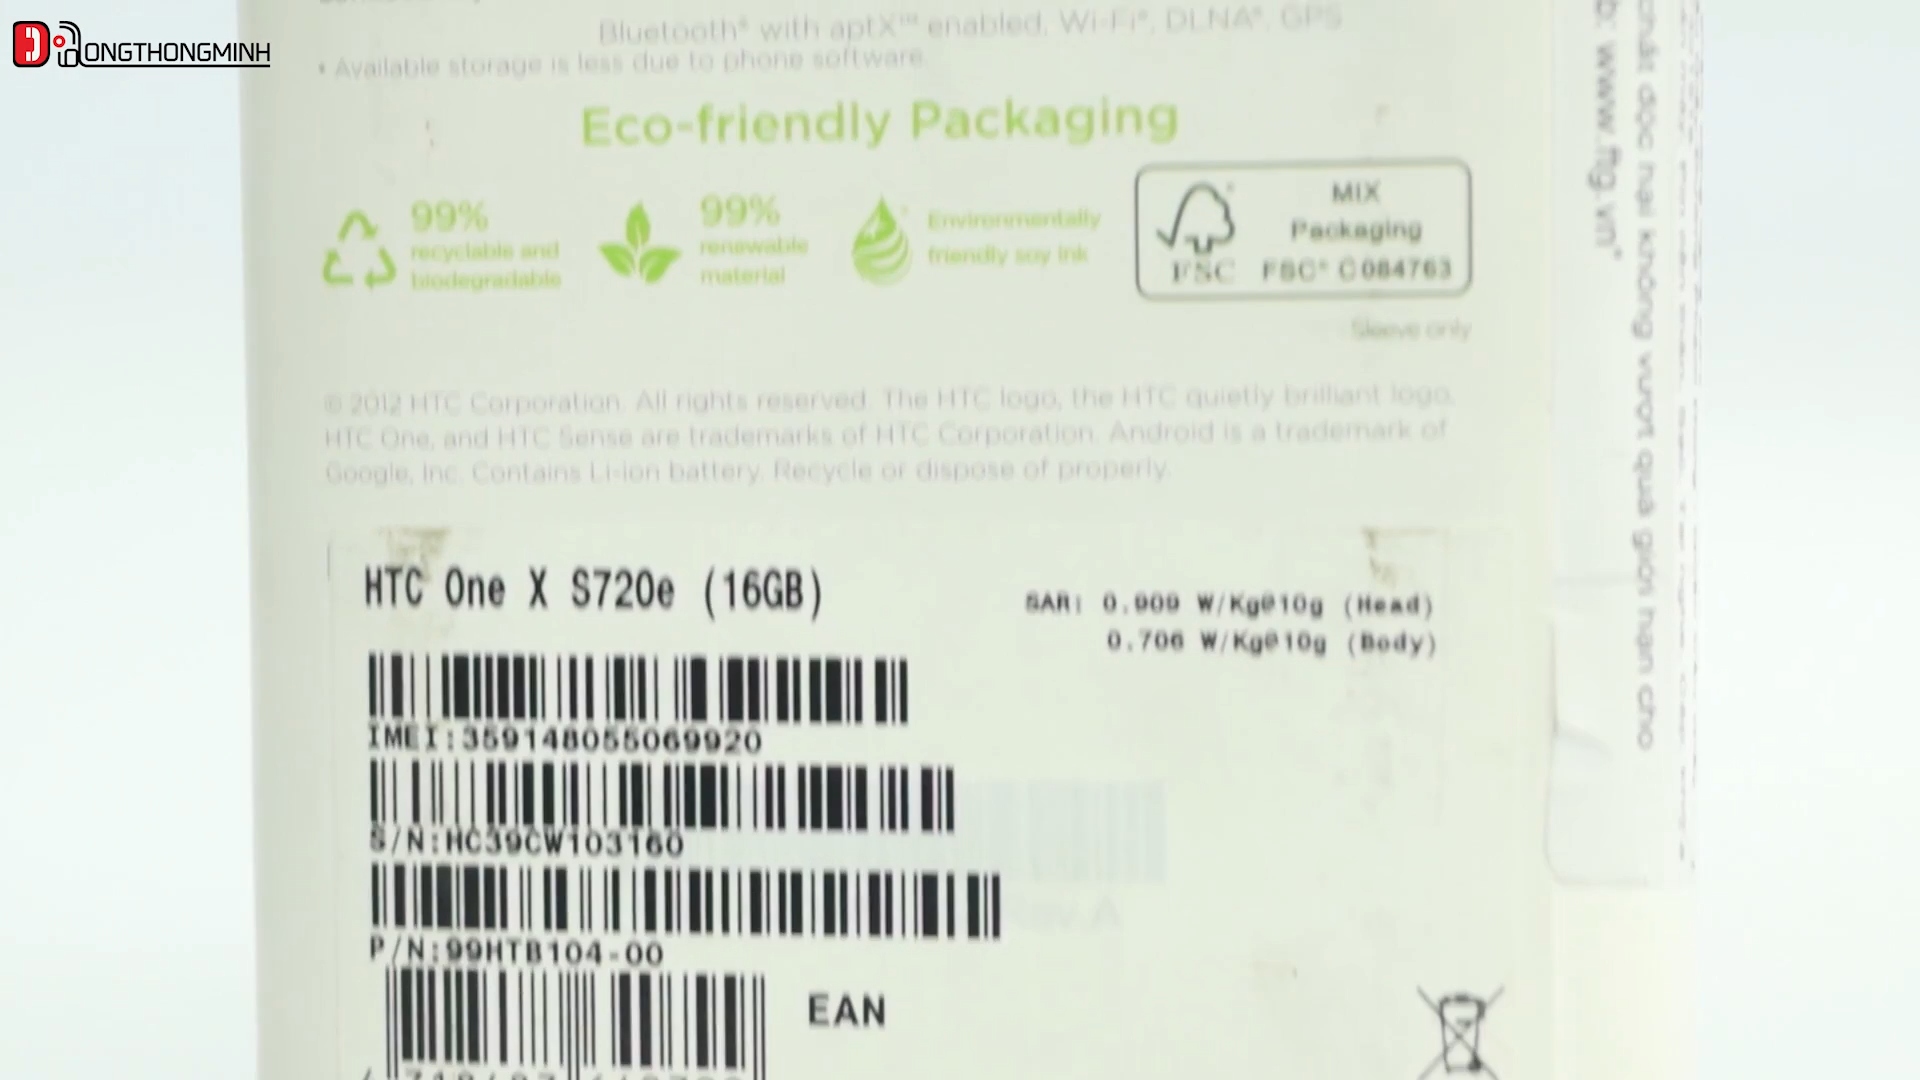 DIDONGTHONGMINH
Bluetooth® with aptX™ enabled, Wi-Fi®, DLNA®, GPS
• Available storage is less due to phone software.
Eco-friendly Packaging
99%
recyclable and
biodegradable
99%
renewable
material
Environmentally
friendly soy ink
MIX
Packaging
FSC
FSC® C084763
Sleeve only
© 2012 HTC Corporation. All rights reserved. The HTC logo, the HTC quietly brilliant logo,
HTC One, and HTC Sense are trademarks of HTC Corporation. Android is a trademark of
Google, Inc. Contains Li-ion battery. Recycle or dispose of properly.
HTC One X S720e (16GB)
SAR: 0.909 W/Kg@10g (Head)
0.706 W/Kg@10g (Body)
IMEI:359148055069920
S/N:HC39CW103160
P/N:99HTB104-00
EAN
Rev.A
www.ftg.vn"
chất độc hại không vượt quá giới hạn cho